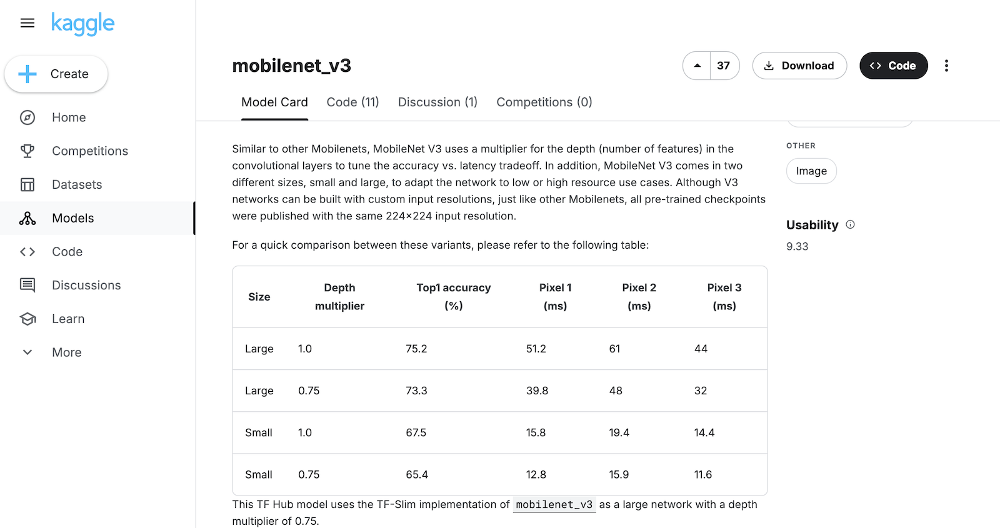 kaggle
Create
Home
Competitions
Datasets
Models
Code
Discussions
Learn
More
mobilenet_v3
37
Download
Code
Model Card
Code (11)
Discussion (1)
Competitions (0)
Similar to other Mobilenets, MobileNet V3 uses a multiplier for the depth (number of features) in the
convolutional layers to tune the accuracy vs. latency tradeoff. In addition, MobileNet V3 comes in two
different sizes, small and large, to adapt the network to low or high resource use cases. Although V3
networks can be built with custom input resolutions, just like other Mobilenets, all pre-trained checkpoints
were published with the same 224×224 input resolution.
For a quick comparison between these variants, please refer to the following table:
Size Depth multiplier Top1 accuracy (%) Pixel 1 (ms) Pixel 2 (ms) Pixel 3 (ms)
Large 1.0 75.2 51.2 61 44
Large 0.75 73.3 39.8 48 32
Small 1.0 67.5 15.8 19.4 14.4
Small 0.75 65.4 12.8 15.9 11.6
This TF Hub model uses the TF-Slim implementation of mobilenet_v3 as a large network with a depth
multiplier of 0.75.
OTHER
Image
Usability
9.33